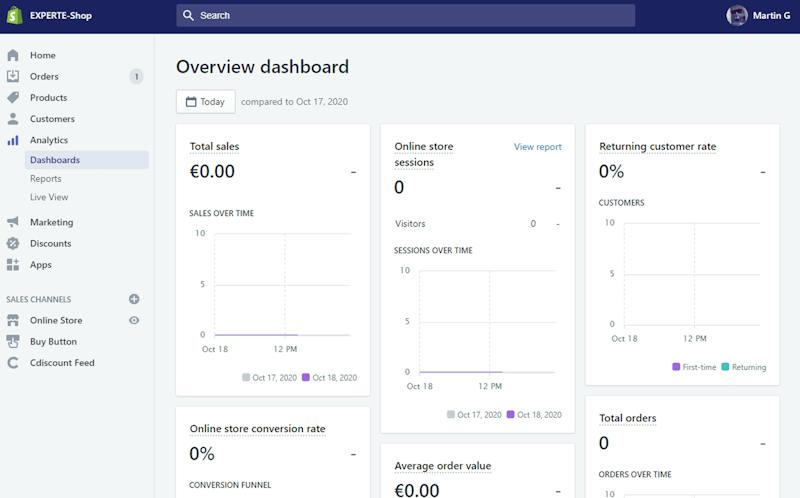 EXPERTE-Shop
Search
Martin G
Home
Orders 1
Products
Customers
Analytics
Dashboards
Reports
Live View
Marketing
Discounts
Apps
SALES CHANNELS
Online Store
Buy Button
Cdiscount Feed
Overview dashboard
Today compared to Oct 17, 2020
Total sales
€0.00 -
SALES OVER TIME
10
5
0
Oct 18 12 PM
Oct 17, 2020 Oct 18, 2020
Online store conversion rate
0% -
CONVERSION FUNNEL
Online store View report
sessions
0 -
Visitors 0 -
SESSIONS OVER TIME
10
5
0
Oct 18 12 PM
Oct 17, 2020 Oct 18, 2020
Average order value
€0.00 -
Returning customer rate
0% -
CUSTOMERS
10
5
0
Oct 18 12 PM
First-time Returning
Total orders
0 -
ORDERS OVER TIME
10